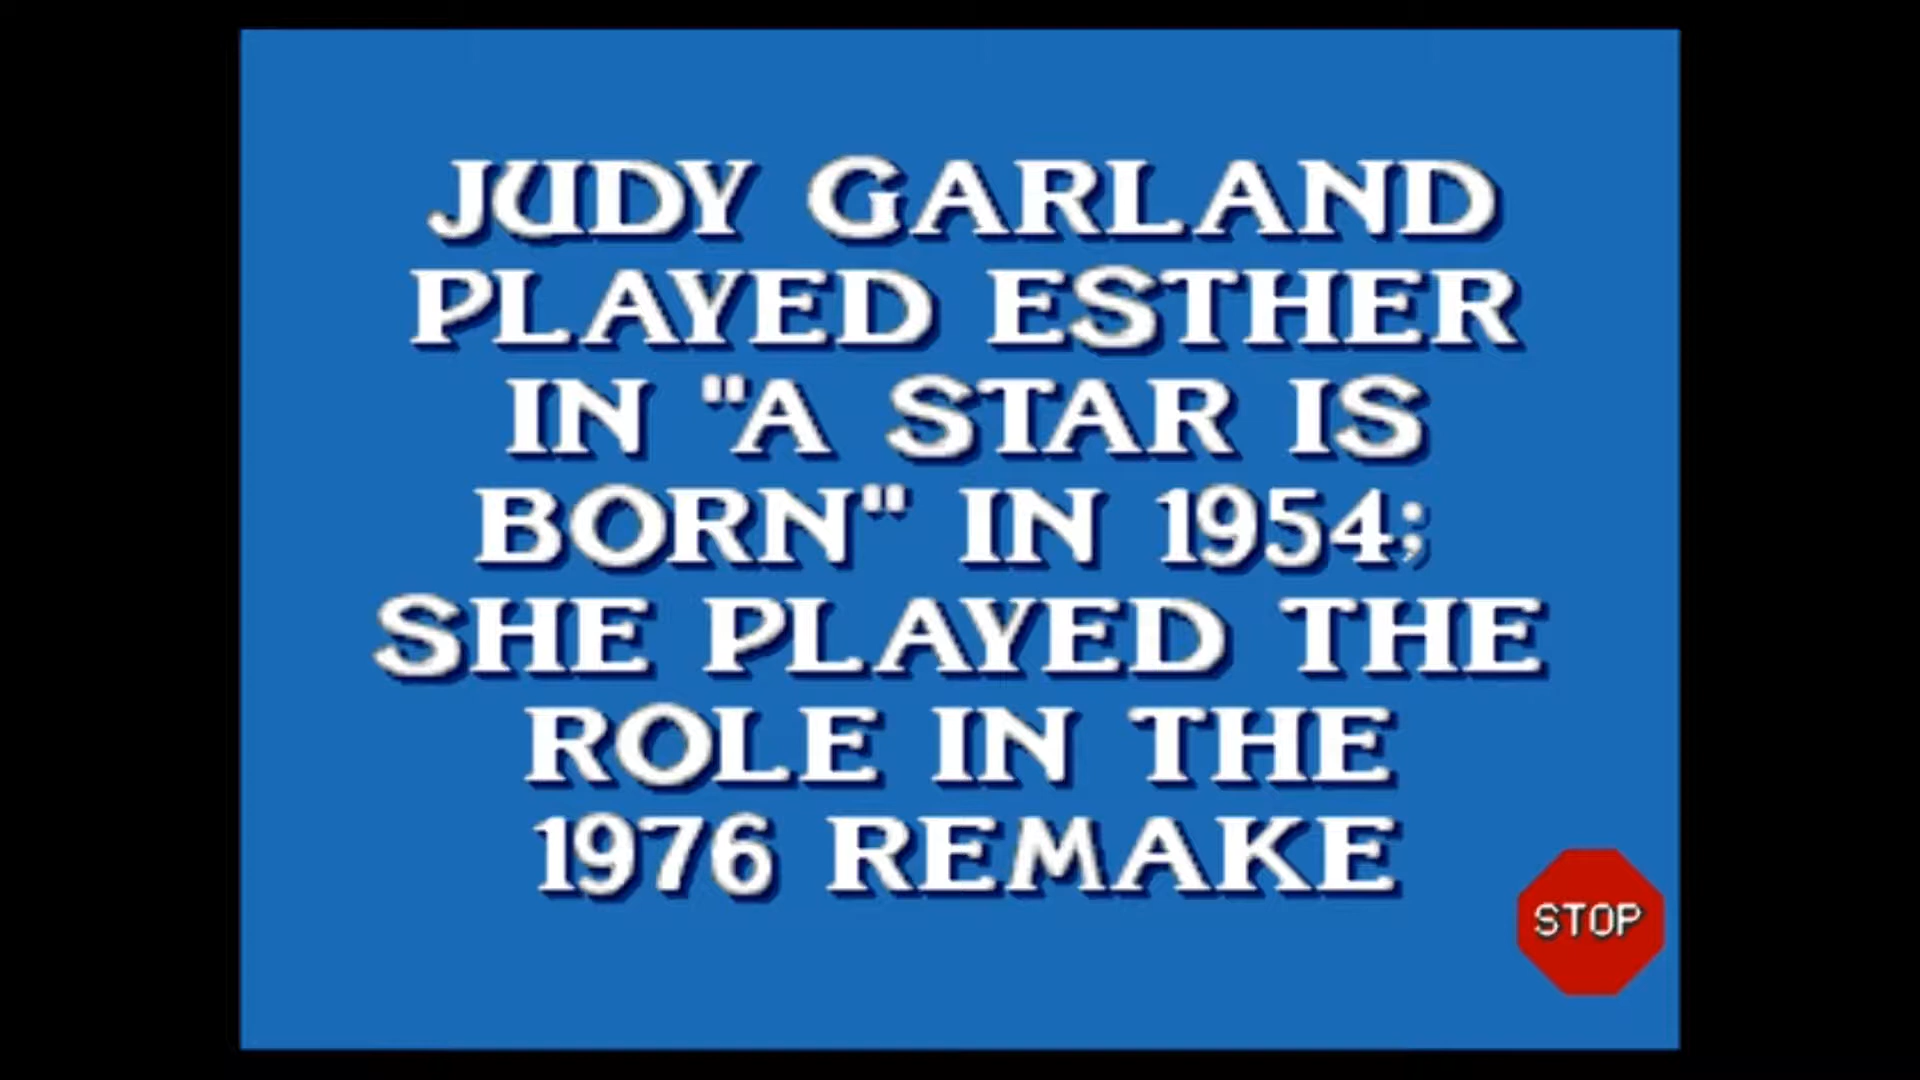 JUDY GARLAND
PLAYED ESTHER
IN "A STAR IS
BORN" IN 1954;
SHE PLAYED THE
ROLE IN THE
1976 REMAKE
STOP